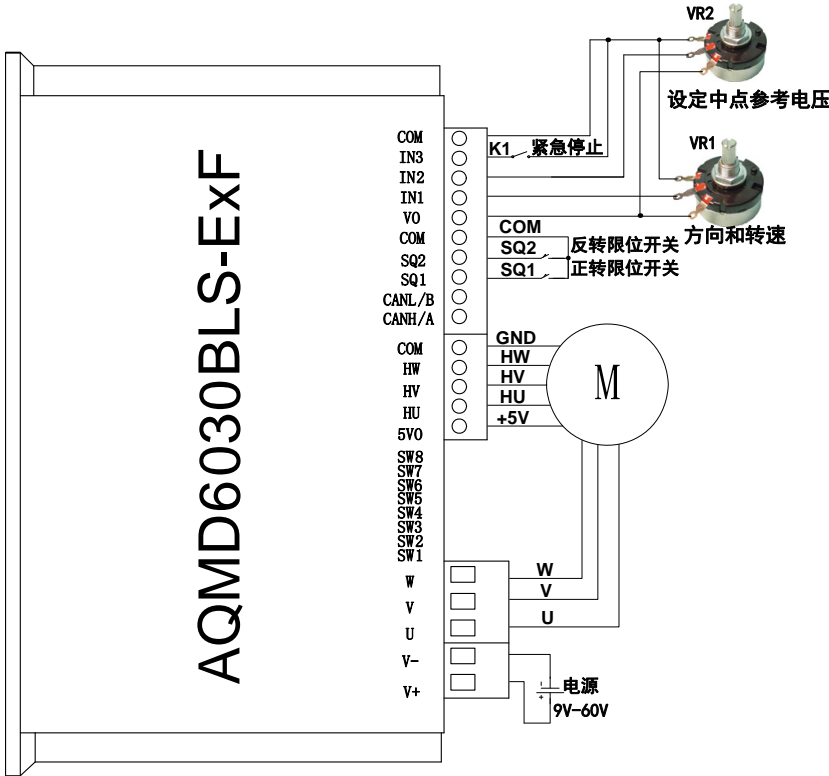 VR2
设定中点参考电压
VR1
方向和转速
AQMD6030BLS-ExF
COM
IN3
IN2
IN1
VO
COM
SQ2
SQ1
CANL/B
CANH/A
COM
HW
HV
HU
5VO
SW8
SW7
SW6
SW5
SW4
SW3
SW2
SW1
W
V
U
V-
V+
K1 紧急停止
COM
SQ2 反转限位开关
SQ1 正转限位开关
GND
HW
HV
HU
+5V
M
W
V
U
- 电源
+ 9V-60V